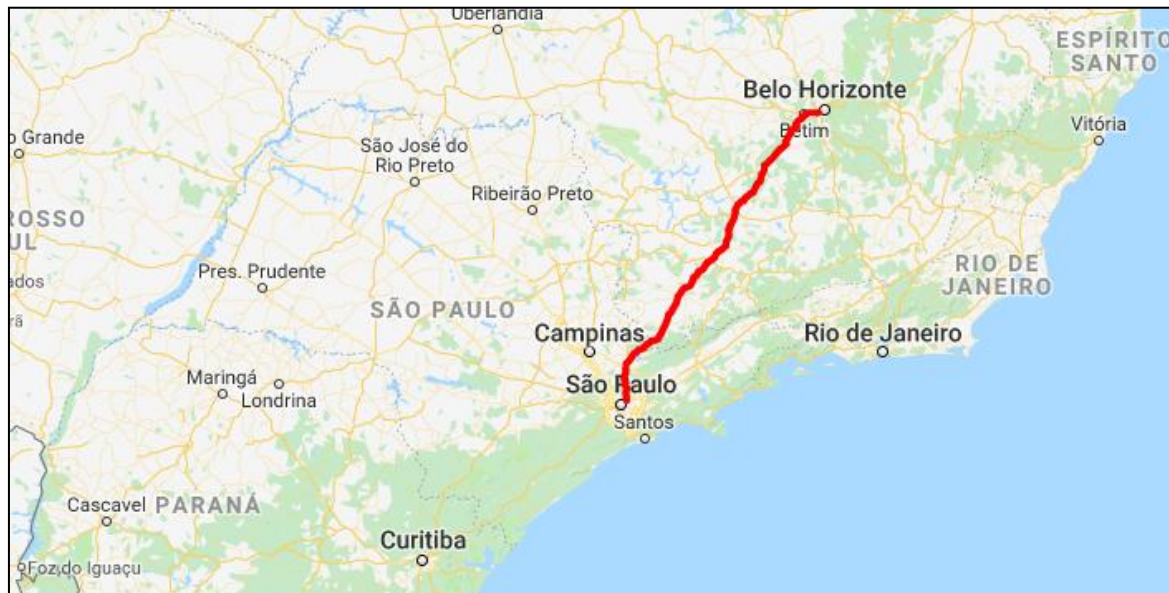 Uberlândia
ESPÍRITO
SANTO
Belo Horizonte
Betim
Vitória
Grande
São José do
Rio Preto
Ribeirão Preto
ROSSO
UL
Pres. Prudente
ados
RIO DE
JANEIRO
SÃO PAULO
rã
Campinas
Rio de Janeiro
Maringá
Londrina
São Paulo
Santos
Cascavel
PARANÁ
Curitiba
Foz do Iguaçu